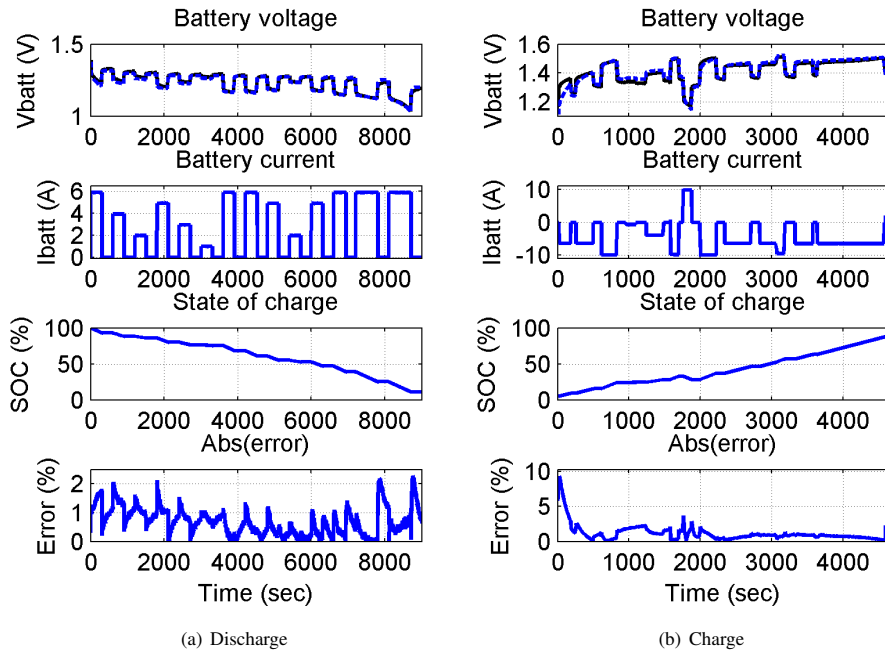 Battery voltage
Vbatt (V)
1.5
1
0 2000 4000 6000 8000
Battery current
Ibatt (A)
6
4
2
0
0 2000 4000 6000 8000
State of charge
SOC (%)
100
50
0
0 2000 4000 6000 8000
Abs(error)
Error (%)
2
1
0
0 2000 4000 6000 8000
Time (sec)
(a) Discharge
Battery voltage
Vbatt (V)
1.6
1.4
1.2
0 1000 2000 3000 4000
Battery current
Ibatt (A)
10
0
-10
0 1000 2000 3000 4000
State of charge
SOC (%)
100
50
0
0 1000 2000 3000 4000
Abs(error)
Error (%)
10
5
0
0 1000 2000 3000 4000
Time (sec)
(b) Charge